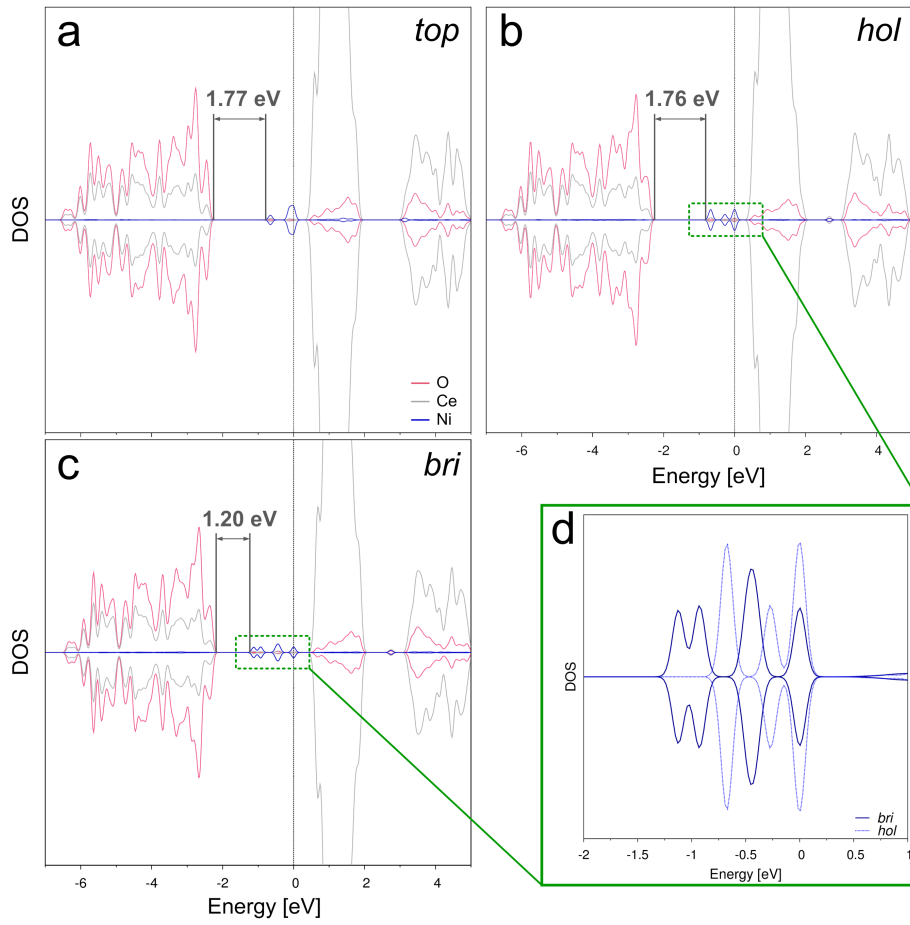 a
top
1.77 eV
DOS
O
Ce
Ni
b
hol
1.76 eV
-6
-4
-2
0
2
4
Energy [eV]
c
bri
1.20 eV
DOS
-6
-4
-2
0
2
4
Energy [eV]
d
DOS
bri
hol
-2
-1.5
-1
-0.5
0
0.5
1
Energy [eV]